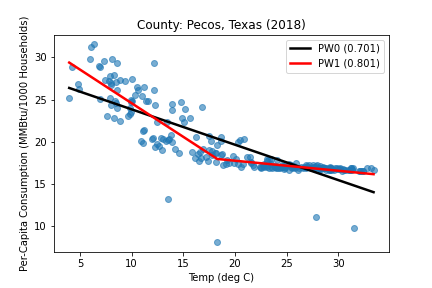 County: Pecos, Texas (2018)
PW0 (0.701)
PW1 (0.801)
Per-Capita Consumption (MMBtu/1000 Households)
30
25
20
15
10
5 10 15 20 25 30
Temp (deg C)